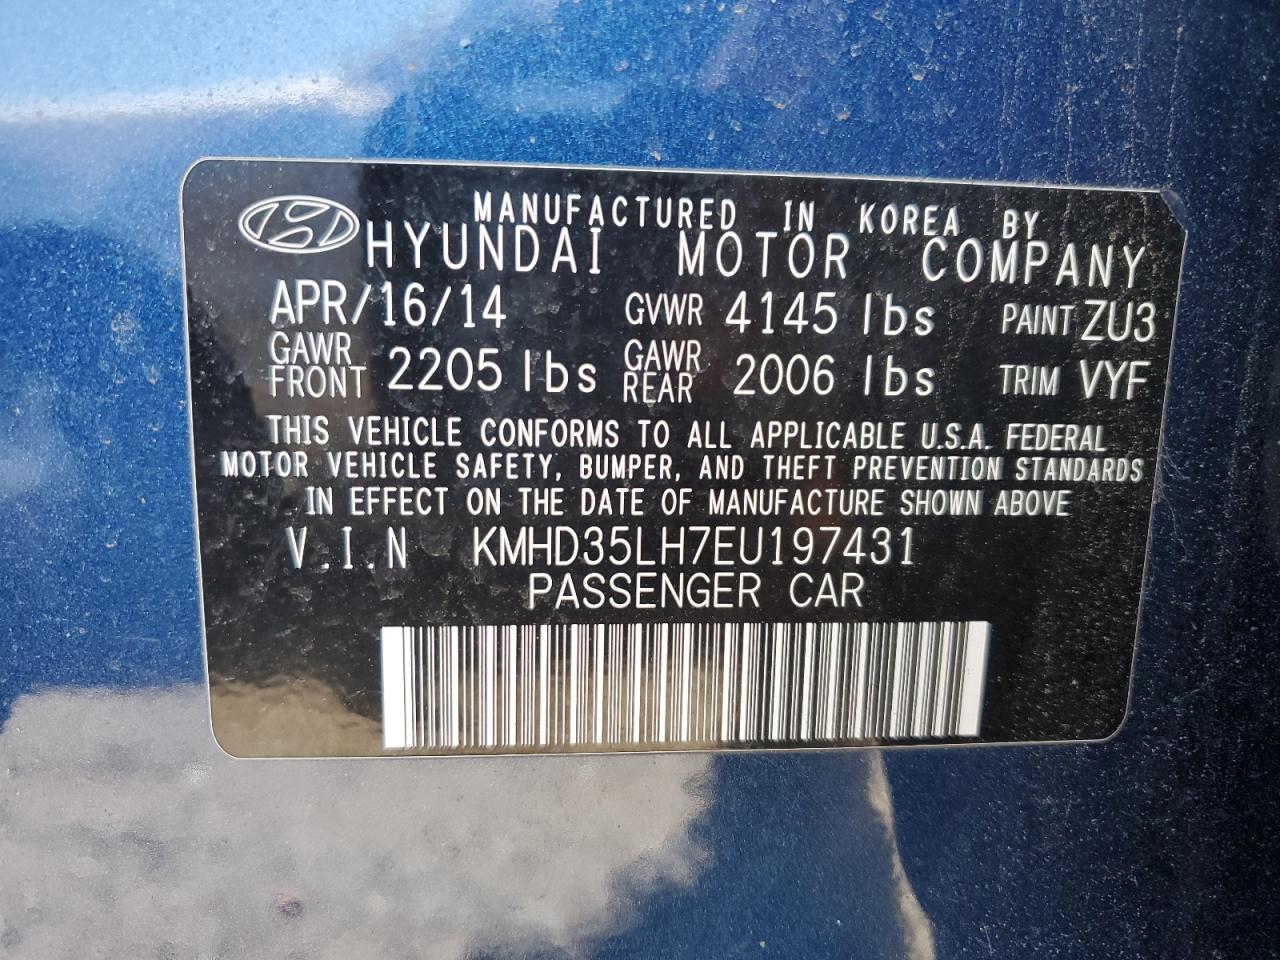 MANUFACTURED IN KOREA BY
HYUNDAI MOTOR COMPANY
APR/16/14 GVWR 4145 lbs PAINT ZU3
GAWR FRONT 2205 lbs GAWR REAR 2006 lbs TRIM VYF
THIS VEHICLE CONFORMS TO ALL APPLICABLE U.S.A. FEDERAL
MOTOR VEHICLE SAFETY, BUMPER, AND THEFT PREVENTION STANDARDS
IN EFFECT ON THE DATE OF MANUFACTURE SHOWN ABOVE
V.I.N KMHD35LH7EU197431
PASSENGER CAR